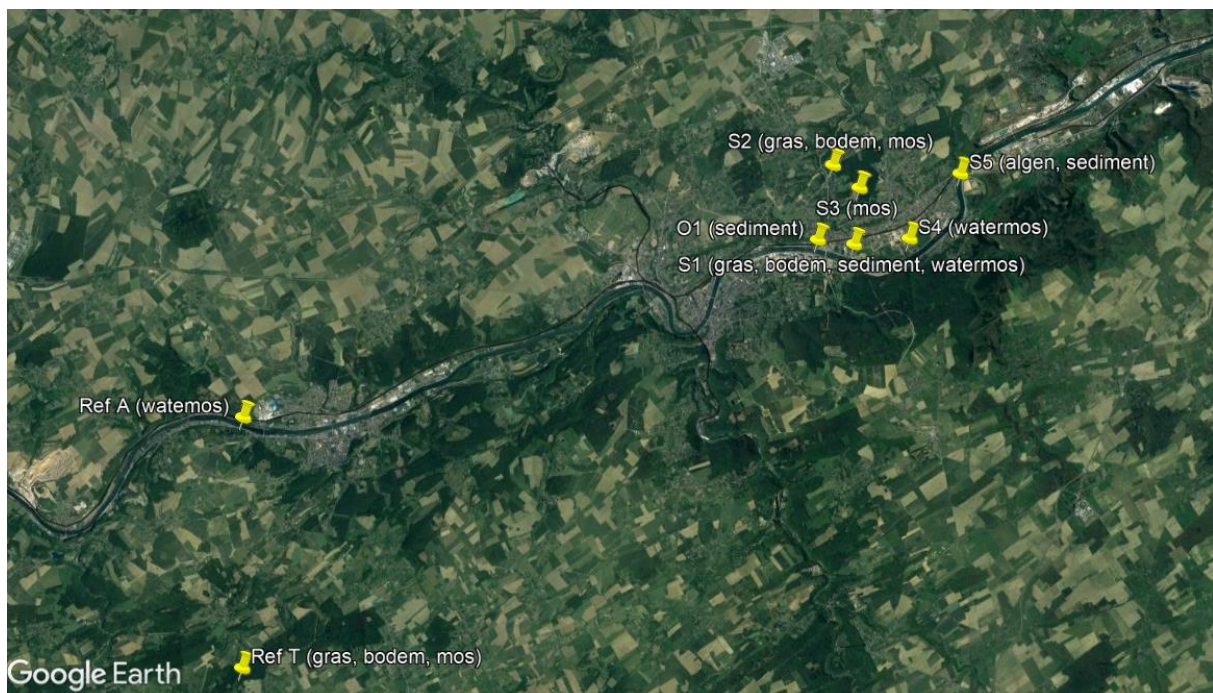 S2 (gras, bodem, mos)
S5 (algen, sediment)
S3 (mos)
O1 (sediment)
S4 (watermos)
S1 (gras, bodem, sediment, watermos)
Ref A (watemos)
Ref T (gras, bodem, mos)
Google Earth